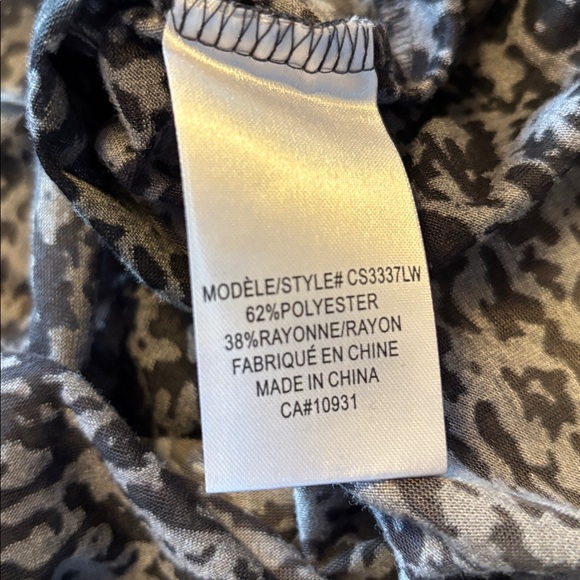 MODÈLE/STYLE# CS3337LW
62%POLYESTER
38%RAYONNE/RAYON
FABRIQUÉ EN CHINE
MADE IN CHINA
CA#10931